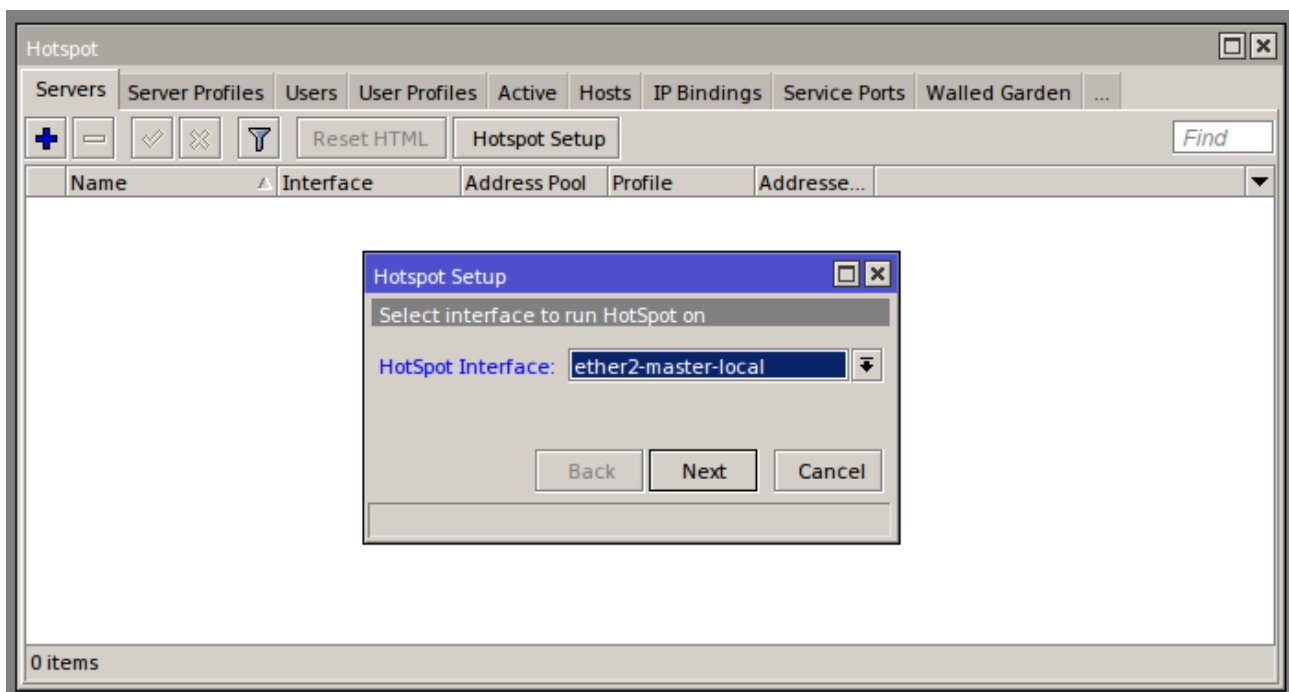 Hotspot
Servers Server Profiles Users User Profiles Active Hosts IP Bindings Service Ports Walled Garden ...
Reset HTML Hotspot Setup Find
Name Interface Address Pool Profile Addresse...
Hotspot Setup
Select interface to run HotSpot on
HotSpot Interface: ether2-master-local
Back Next Cancel
0 items